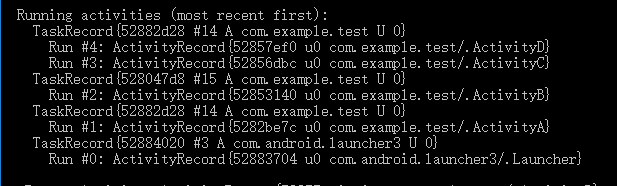 Running activities (most recent first):
TaskRecord{52882d28 #14 A com.example.test U 0}
Run #4: ActivityRecord{52857ef0 u0 com.example.test/.ActivityD}
Run #3: ActivityRecord{52856dbc u0 com.example.test/.ActivityC}
TaskRecord{528047d8 #15 A com.example.test U 0}
Run #2: ActivityRecord{52853140 u0 com.example.test/.ActivityB}
TaskRecord{52882d28 #14 A com.example.test U 0}
Run #1: ActivityRecord{5282be7c u0 com.example.test/.ActivityA}
TaskRecord{52884020 #3 A com.android.launcher3 U 0}
Run #0: ActivityRecord{52883704 u0 com.android.launcher3/.Launcher}